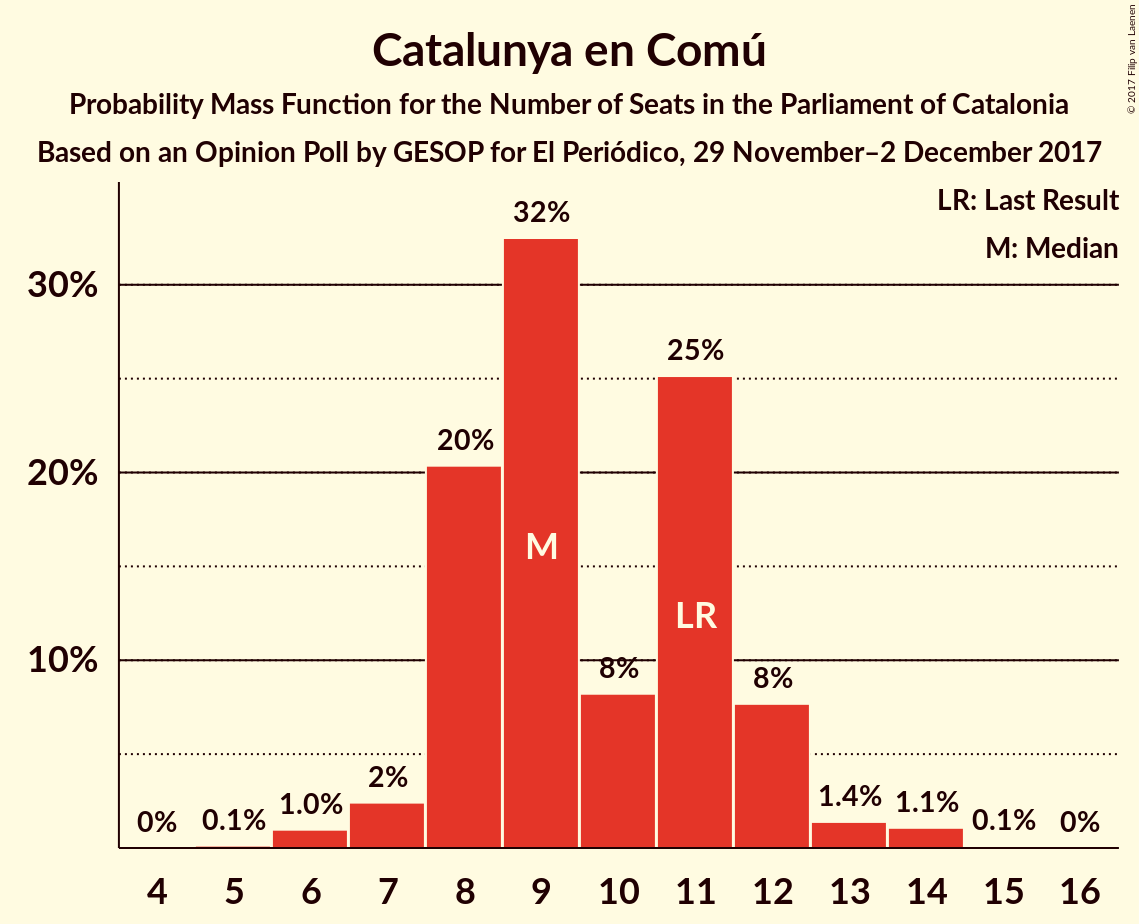 Catalunya en Comú
Probability Mass Function for the Number of Seats in the Parliament of Catalonia
Based on an Opinion Poll by GESOP for El Periódico, 29 November–2 December 2017
© 2017 Filip van Laenen
LR: Last Result
M: Median
30%
20%
10%
0%
0.1%
1.0%
2%
20%
32%
8%
25%
8%
1.4%
1.1%
0.1%
0%
M
LR
4 5 6 7 8 9 10 11 12 13 14 15 16